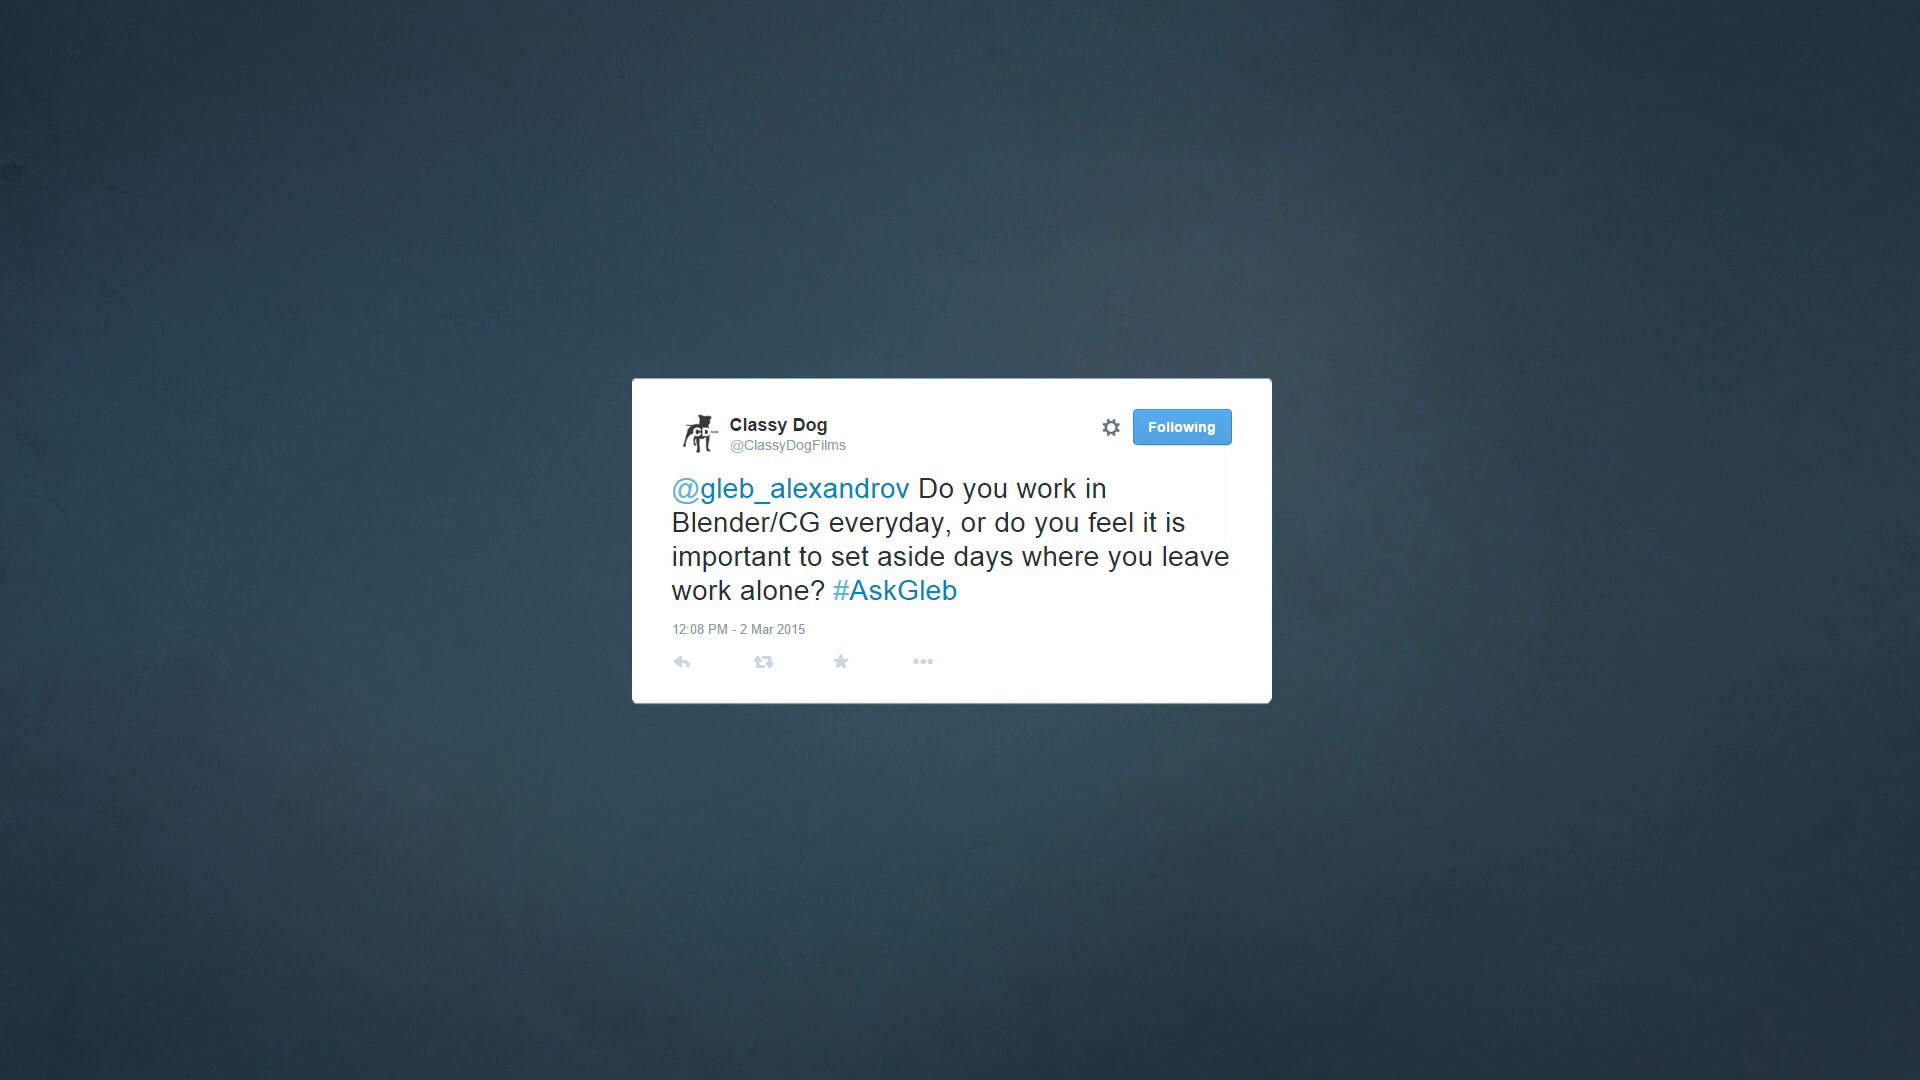 Classy Dog
@ClassyDogFilms
Following
@gleb_alexandrov Do you work in
Blender/CG everyday, or do you feel it is
important to set aside days where you leave
work alone? #AskGleb
12:08 PM - 2 Mar 2015